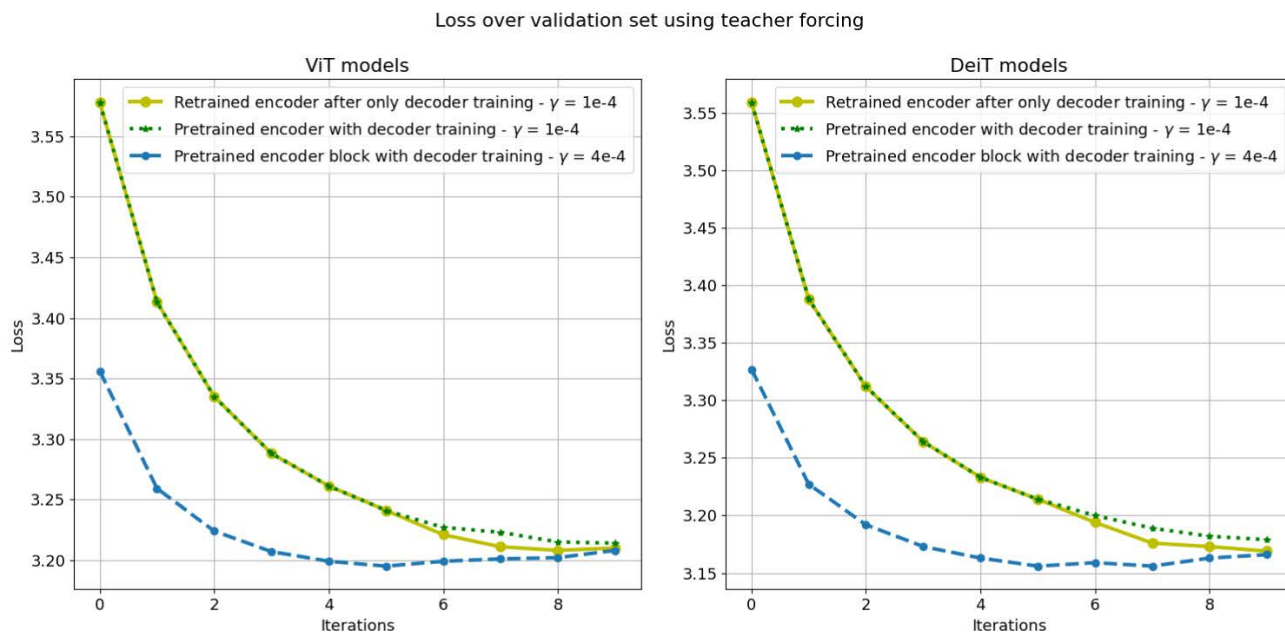 Loss over validation set using teacher forcing
ViT models
Retrained encoder after only decoder training - γ = 1e-4
Pretrained encoder with decoder training - γ = 1e-4
Pretrained encoder block with decoder training - γ = 4e-4
3.55
3.50
3.45
3.40
3.35
3.30
3.25
3.20
Loss
0 2 4 6 8
Iterations
DeiT models
Retrained encoder after only decoder training - γ = 1e-4
Pretrained encoder with decoder training - γ = 1e-4
Pretrained encoder block with decoder training - γ = 4e-4
3.55
3.50
3.45
3.40
3.35
3.30
3.25
3.20
3.15
Loss
0 2 4 6 8
Iterations